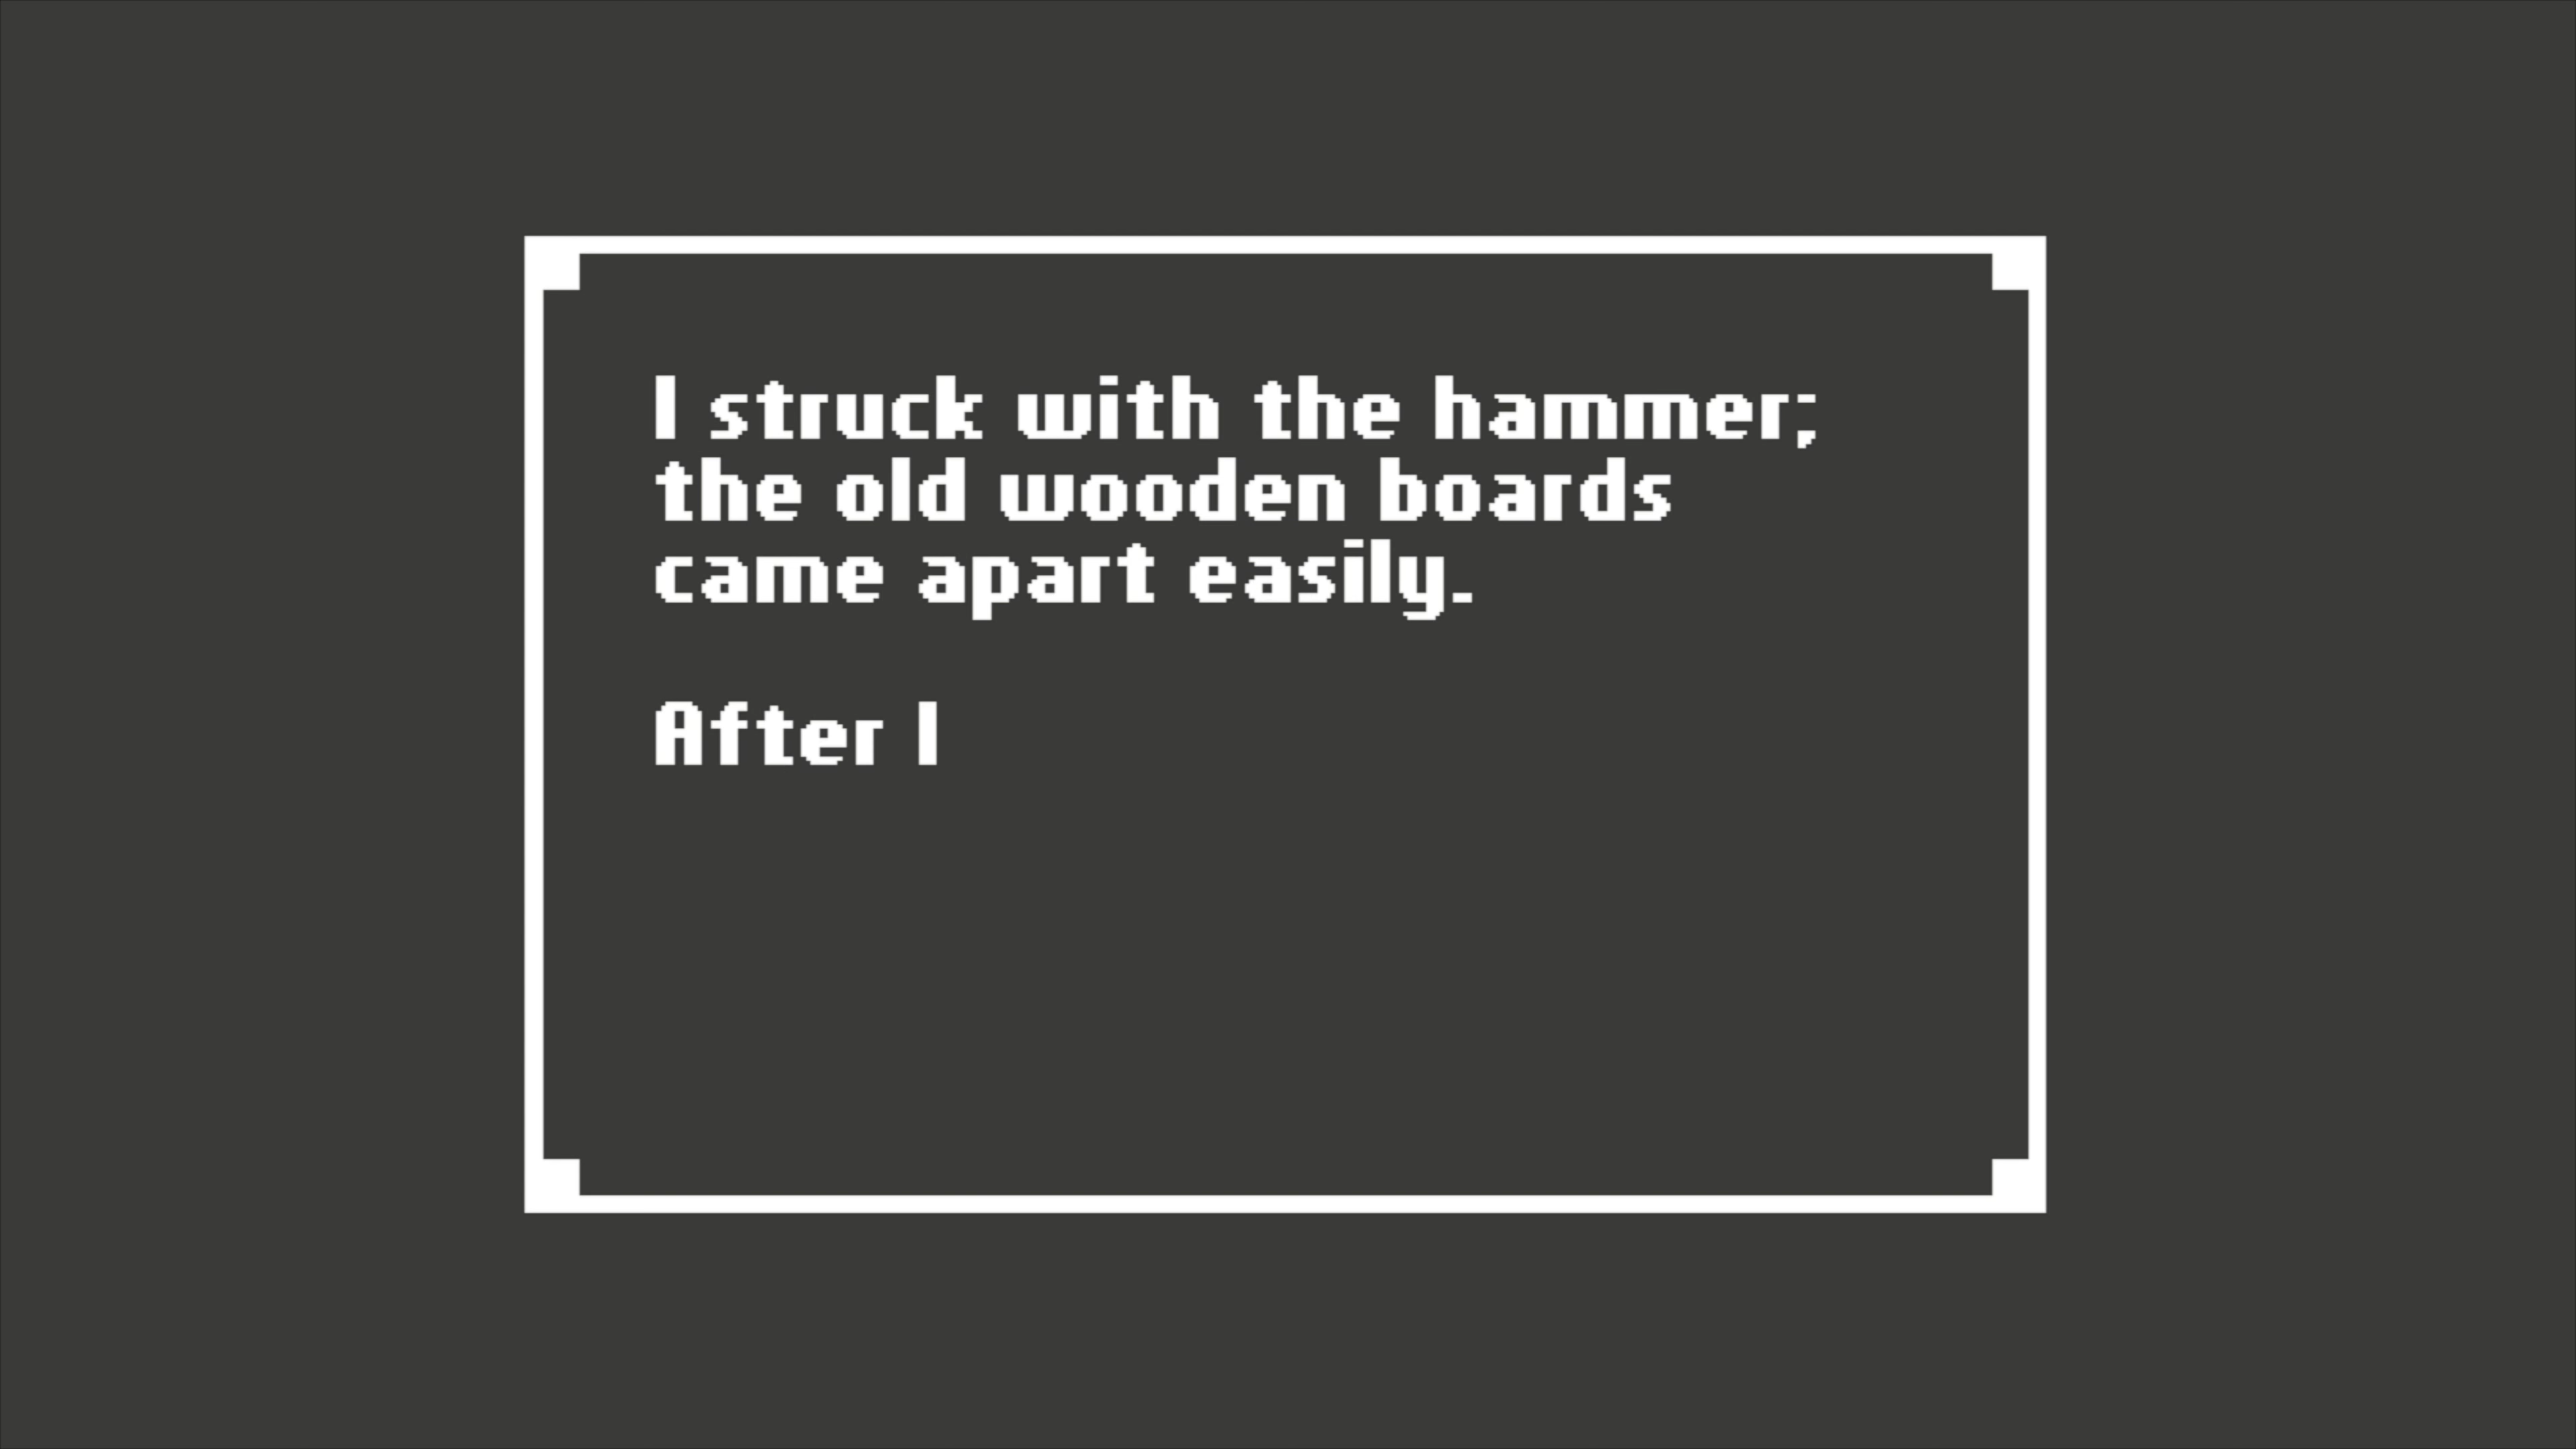 I struck with the hammer;
the old wooden boards
came apart easily.
After I